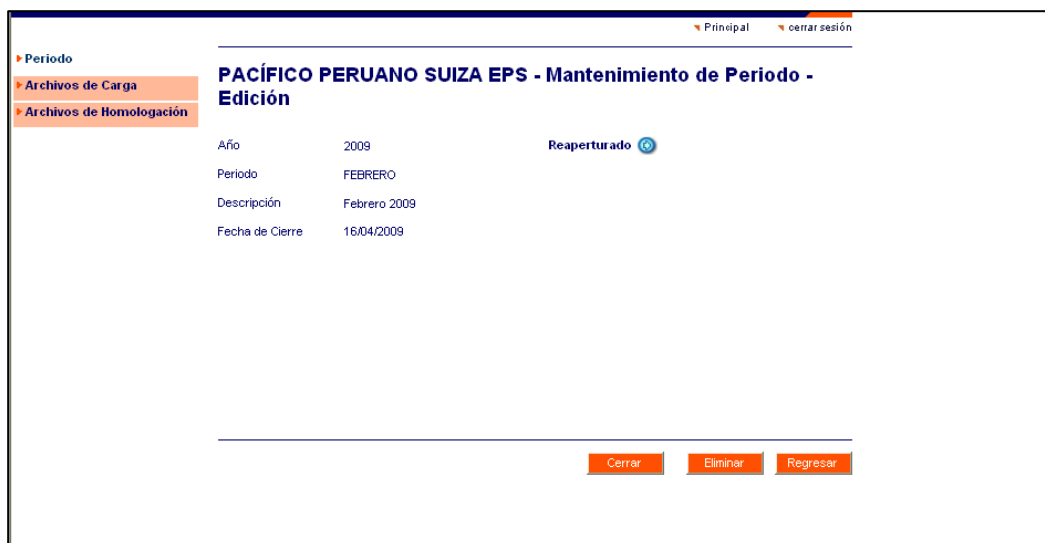 Principal cerrar sesión
Periodo
Archivos de Carga
Archivos de Homologación
PACÍFICO PERUANO SUIZA EPS - Mantenimiento de Periodo -
Edición
Año 2009 Reaperturado
Periodo FEBRERO
Descripción Febrero 2009
Fecha de Cierre 16/04/2009
Cerrar Eliminar Regresar